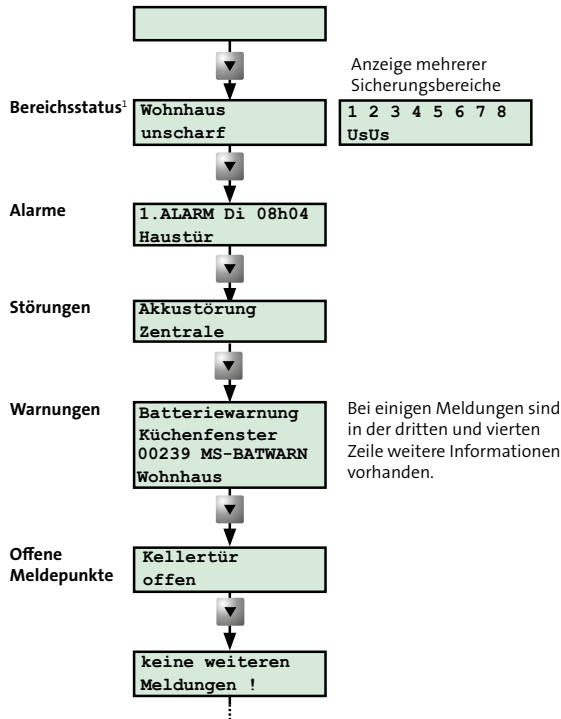 Anzeige mehrerer
Sicherungsbereiche
Bereichsstatus¹
Wohnhaus
unscharf
1 2 3 4 5 6 7 8
UsUs
Alarme
1.ALARM Di 08h04
Haustür
Störungen
Akkustörung
Zentrale
Warnungen
Batteriewarnung
Küchenfenster
00239 MS-BATWARN
Wohnhaus
Bei einigen Meldungen sind
in der dritten und vierten
Zeile weitere Informationen
vorhanden.
Offene
Meldepunkte
Kellertür
offen
keine weiteren
Meldungen !